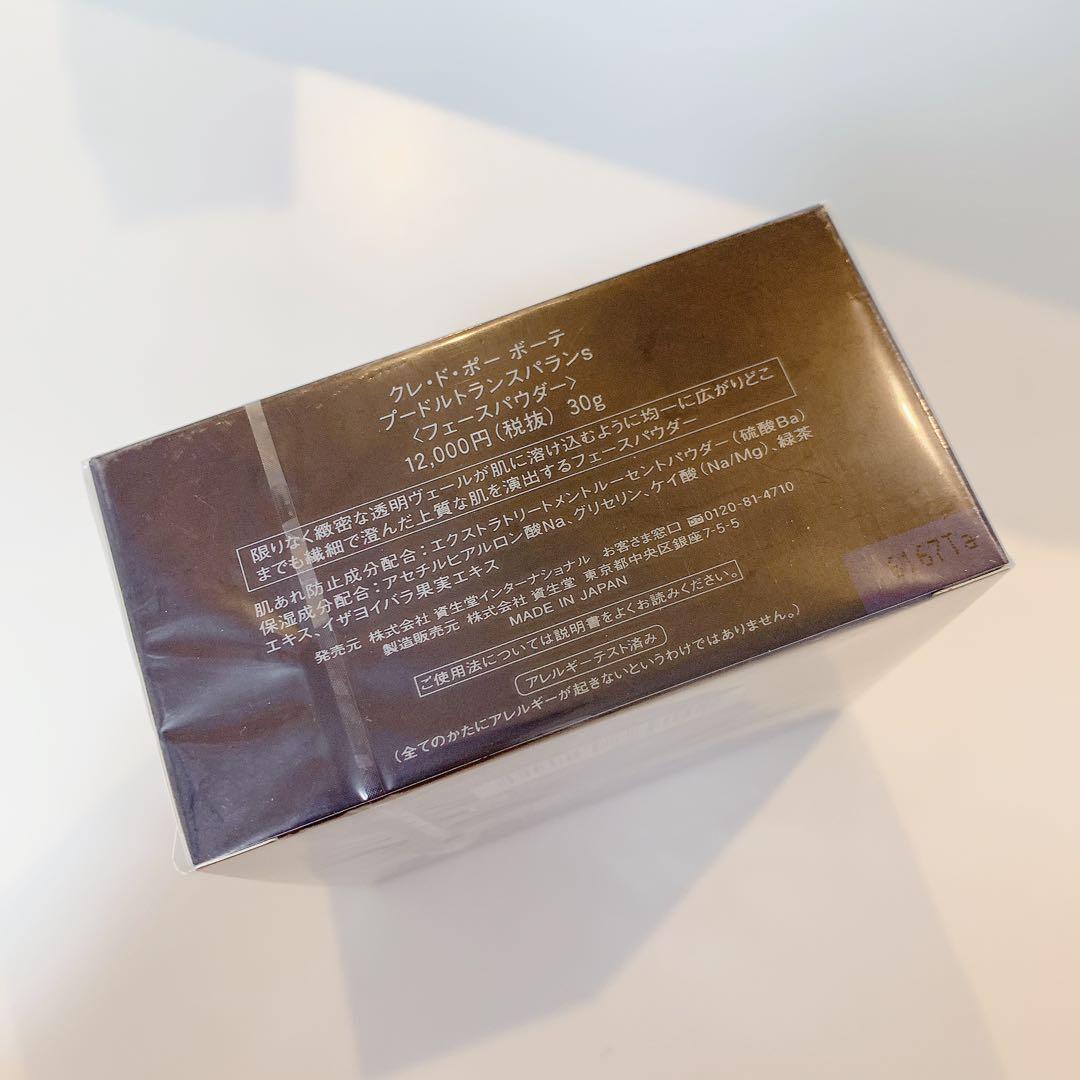 クレ・ド・ポー ボーテ
プードルトランスパランs
〈フェースパウダー〉
12,000円(税抜) 30g
限りなく緻密な透明ヴェールが肌に溶け込むように均一に広がりどこ
までも繊細で澄んだ上質な肌を演出するフェースパウダー
肌あれ防止成分配合:エクストラトリートメントルーセントパウダー(硫酸Ba)
保湿成分配合:アセチルヒアルロン酸Na、グリセリン、ケイ酸(Na/Mg)、緑茶
エキス、イザヨイバラ果実エキス
発売元 株式会社 資生堂インターナショナル お客さま窓口 0120-81-4710
製造販売元 株式会社 資生堂 東京都中央区銀座7-5-5
MADE IN JAPAN
ご使用法については説明書をよくお読みください。
アレルギーテスト済み
(全てのかたにアレルギーが起きないというわけではありません。)